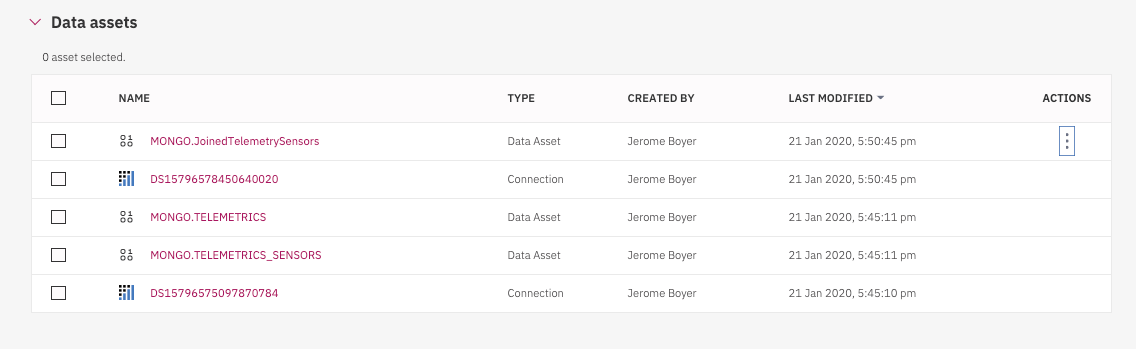 Data assets
0 asset selected.
NAME TYPE CREATED BY LAST MODIFIED ACTIONS
MONGO.JoinedTelemetrySensors Data Asset Jerome Boyer 21 Jan 2020, 5:50:45 pm
DS15796578450640020 Connection Jerome Boyer 21 Jan 2020, 5:50:45 pm
MONGO.TELEMETRICS Data Asset Jerome Boyer 21 Jan 2020, 5:45:11 pm
MONGO.TELEMETRICS_SENSORS Data Asset Jerome Boyer 21 Jan 2020, 5:45:11 pm
DS15796575097870784 Connection Jerome Boyer 21 Jan 2020, 5:45:10 pm